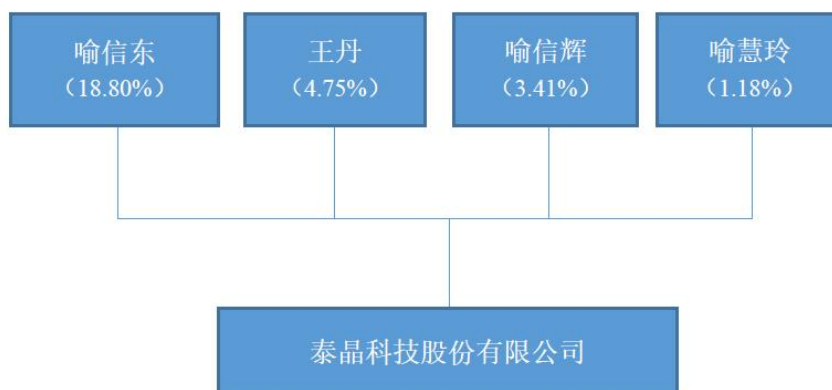 喻信东
（18.80%）
王丹
（4.75%）
喻信辉
（3.41%）
喻慧玲
（1.18%）
泰晶科技股份有限公司